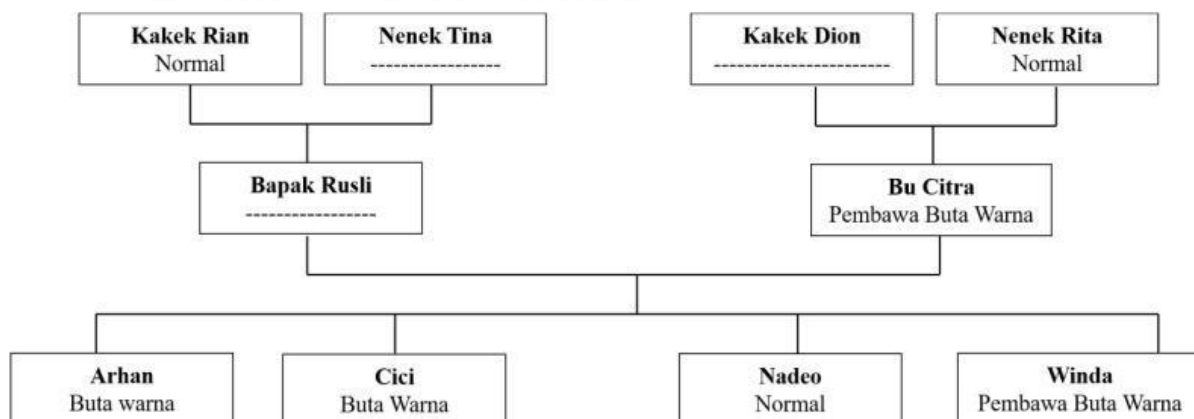 Kakek Rian
Normal
Nenek Tina
-----------------
Kakek Dion
-----------------------
Nenek Rita
Normal
Bapak Rusli
-----------------
Bu Citra
Pembawa Buta Warna
Arhan
Buta warna
Cici
Buta Warna
Nadeo
Normal
Winda
Pembawa Buta Warna